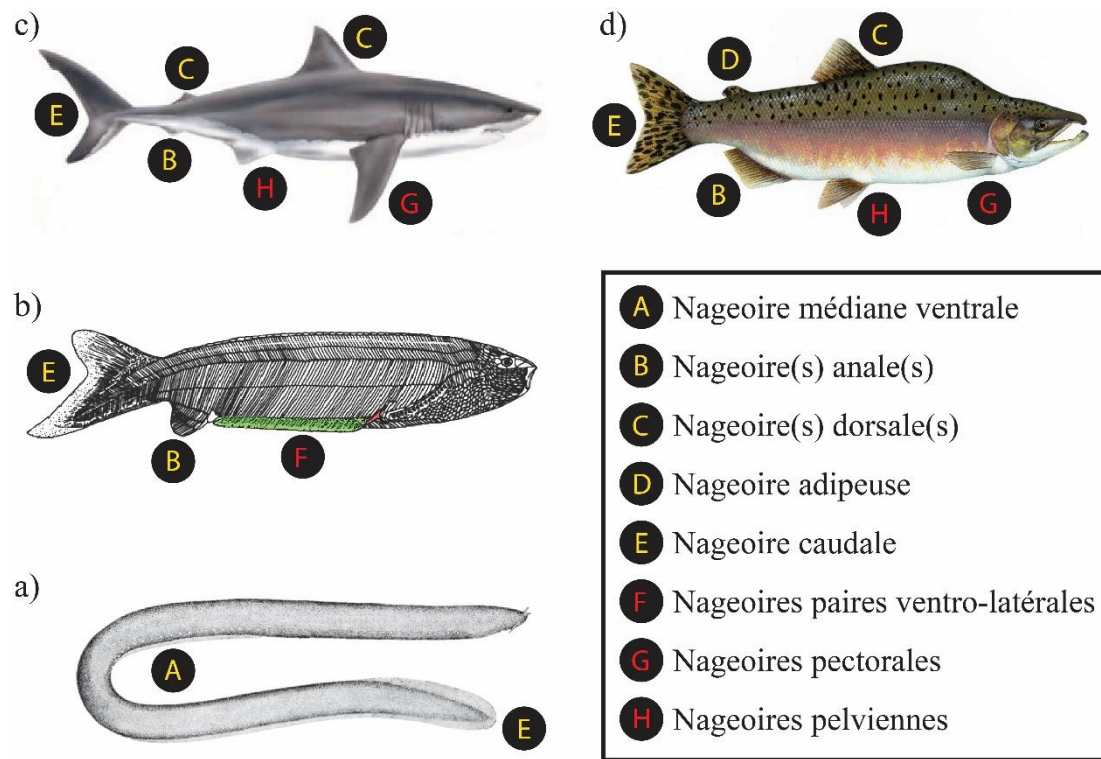 c)
C
C
E
B
H
G
d)
C
D
E
B
H
G
b)
E
B
F
a)
A
E
A Nageoire médiane ventrale
B Nageoire(s) anale(s)
C Nageoire(s) dorsale(s)
D Nageoire adipeuse
E Nageoire caudale
F Nageoires paires ventro-latérales
G Nageoires pectorales
H Nageoires pelviennes